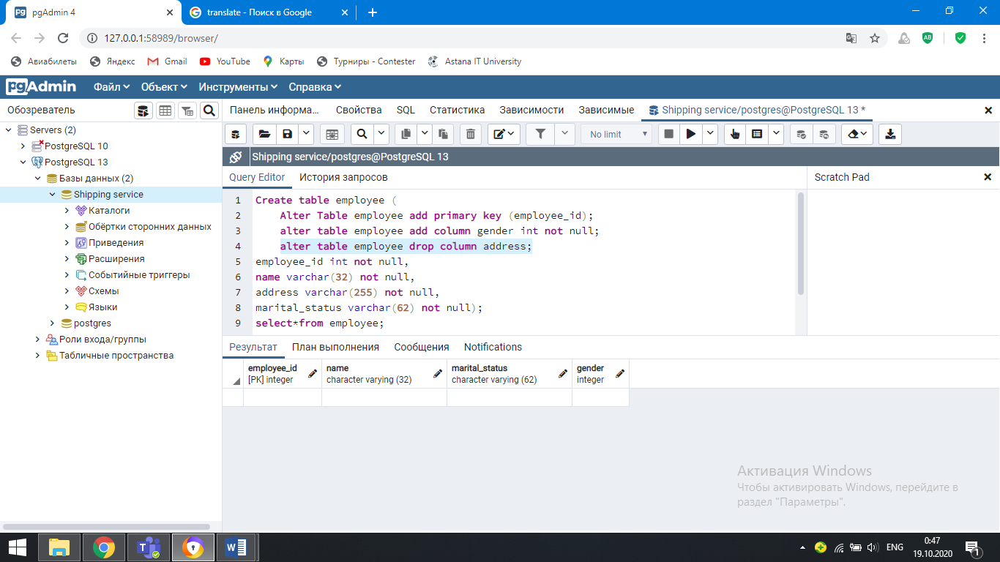 pgAdmin 4
translate - Поиск в Google
127.0.0.1:58989/browser/
Авиабилеты
Яндекс
Gmail
YouTube
Карты
Турниры - Contester
Astana IT University
pgAdmin
Файл
Объект
Инструменты
Справка
Обозреватель
Панель информа...
Свойства
SQL
Статистика
Зависимости
Зависимые
Shipping service/postgres@PostgreSQL 13 *
Servers (2)
PostgreSQL 10
PostgreSQL 13
Базы данных (2)
Shipping service
Каталоги
Обёртки сторонних данных
Приведения
Расширения
Событийные триггеры
Схемы
Языки
postgres
Роли входа/группы
Табличные пространства
No limit
Shipping service/postgres@PostgreSQL 13
Query Editor
История запросов
Scratch Pad
1 Create table employee (
2 Alter Table employee add primary key (employee_id);
3 alter table employee add column gender int not null;
4 alter table employee drop column address;
5 employee_id int not null,
6 name varchar(32) not null,
7 address varchar(255) not null,
8 marital_status varchar(62) not null);
9 select*from employee;
Результат
План выполнения
Сообщения
Notifications
employee_id
[PK] integer
name
character varying (32)
marital_status
character varying (62)
gender
integer
Активация Windows
Чтобы активировать Windows, перейдите в
раздел "Параметры".
ENG
0:47
19.10.2020
1